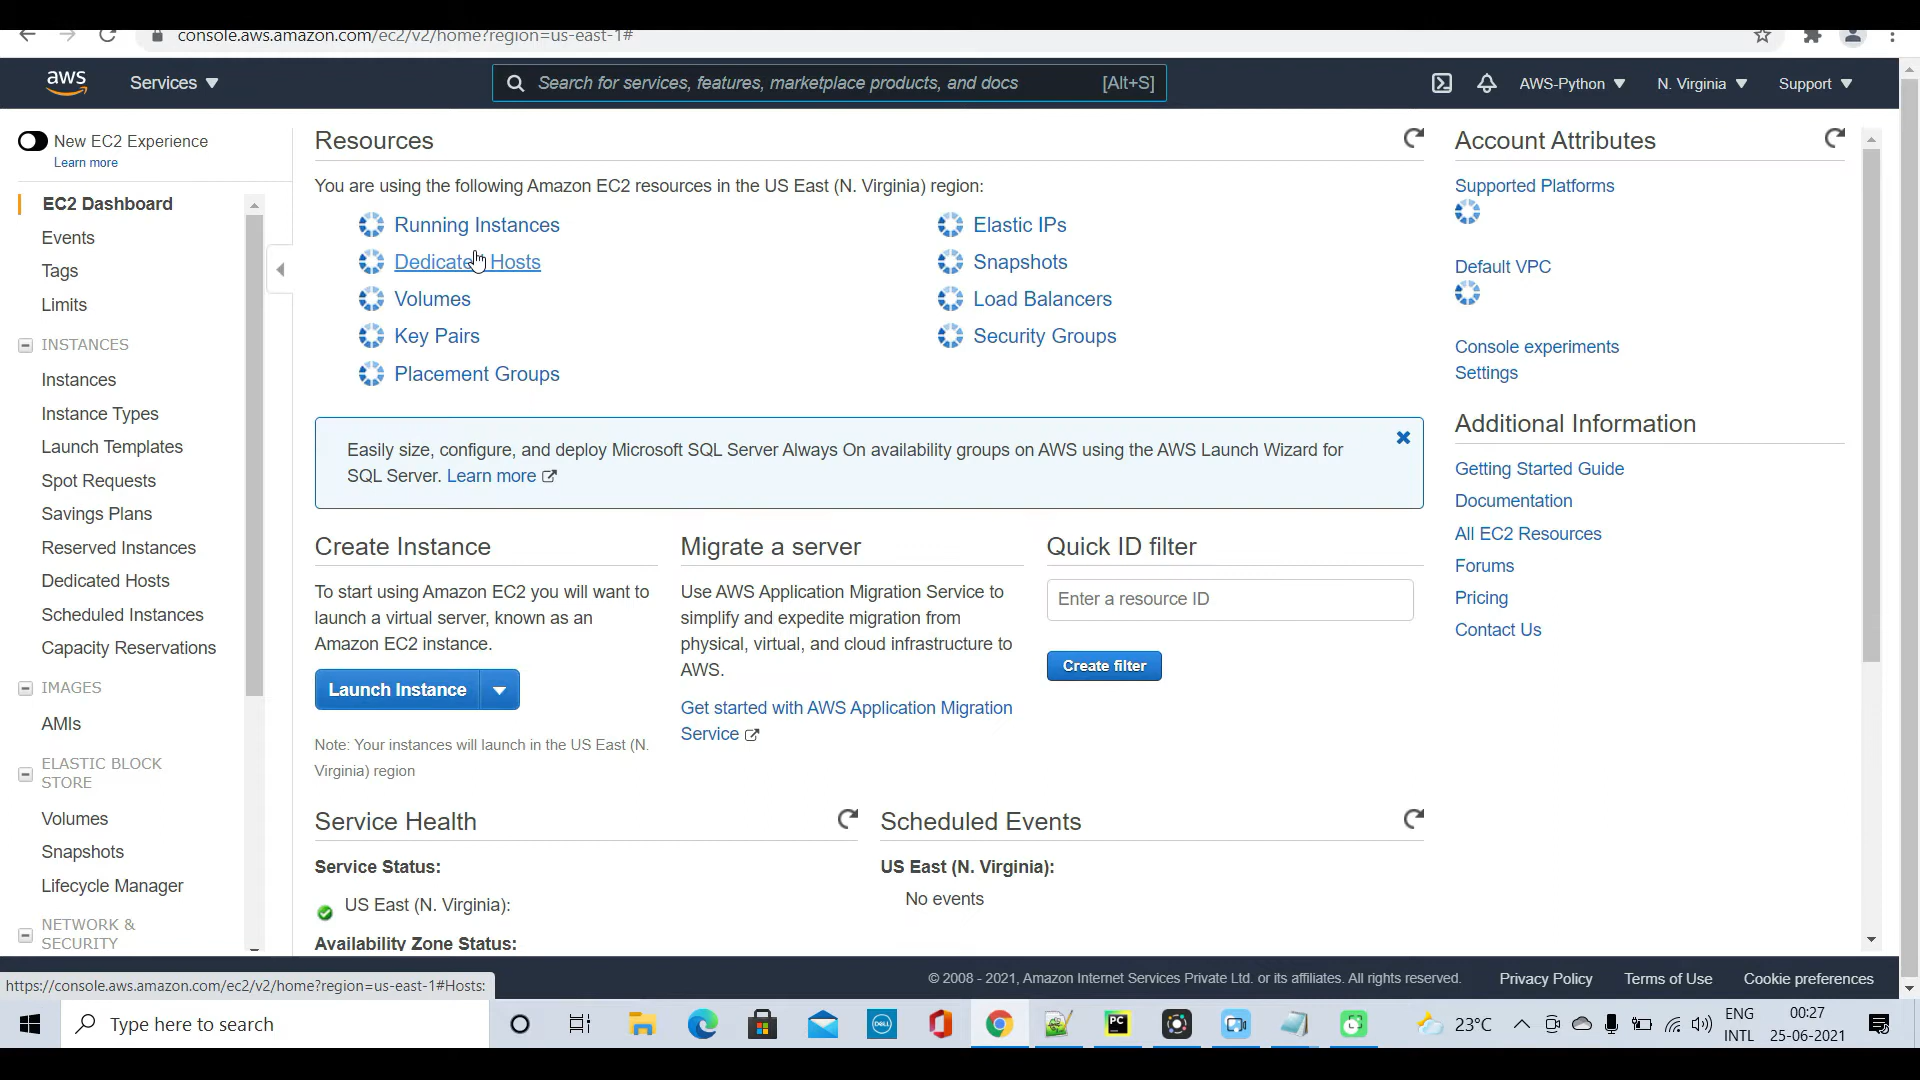 console.aws.amazon.com/ec2/v2/home?region=us-east-1#
aws
Services
Search for services, features, marketplace products, and docs
[Alt+S]
AWS-Python
N. Virginia
Support
New EC2 Experience
Learn more
EC2 Dashboard
Events
Tags
Limits
INSTANCES
Instances
Instance Types
Launch Templates
Spot Requests
Savings Plans
Reserved Instances
Dedicated Hosts
Scheduled Instances
Capacity Reservations
IMAGES
AMIs
ELASTIC BLOCK
STORE
Volumes
Snapshots
Lifecycle Manager
NETWORK &
SECURITY
Resources
You are using the following Amazon EC2 resources in the US East (N. Virginia) region:
Running Instances
Dedicated Hosts
Volumes
Key Pairs
Placement Groups
Elastic IPs
Snapshots
Load Balancers
Security Groups
Easily size, configure, and deploy Microsoft SQL Server Always On availability groups on AWS using the AWS Launch Wizard for
SQL Server. Learn more
Create Instance
To start using Amazon EC2 you will want to
launch a virtual server, known as an
Amazon EC2 instance.
Launch Instance
Note: Your instances will launch in the US East (N.
Virginia) region
Migrate a server
Use AWS Application Migration Service to
simplify and expedite migration from
physical, virtual, and cloud infrastructure to
AWS.
Get started with AWS Application Migration
Service
Quick ID filter
Enter a resource ID
Create filter
Service Health
Service Status:
US East (N. Virginia):
Availability Zone Status:
Scheduled Events
US East (N. Virginia):
No events
Account Attributes
Supported Platforms
Default VPC
Console experiments
Settings
Additional Information
Getting Started Guide
Documentation
All EC2 Resources
Forums
Pricing
Contact Us
https://console.aws.amazon.com/ec2/v2/home?region=us-east-1#Hosts:
© 2008 - 2021, Amazon Internet Services Private Ltd. or its affiliates. All rights reserved.
Privacy Policy
Terms of Use
Cookie preferences
Type here to search
DELL
PC
23°C
ENG
INTL
00:27
25-06-2021